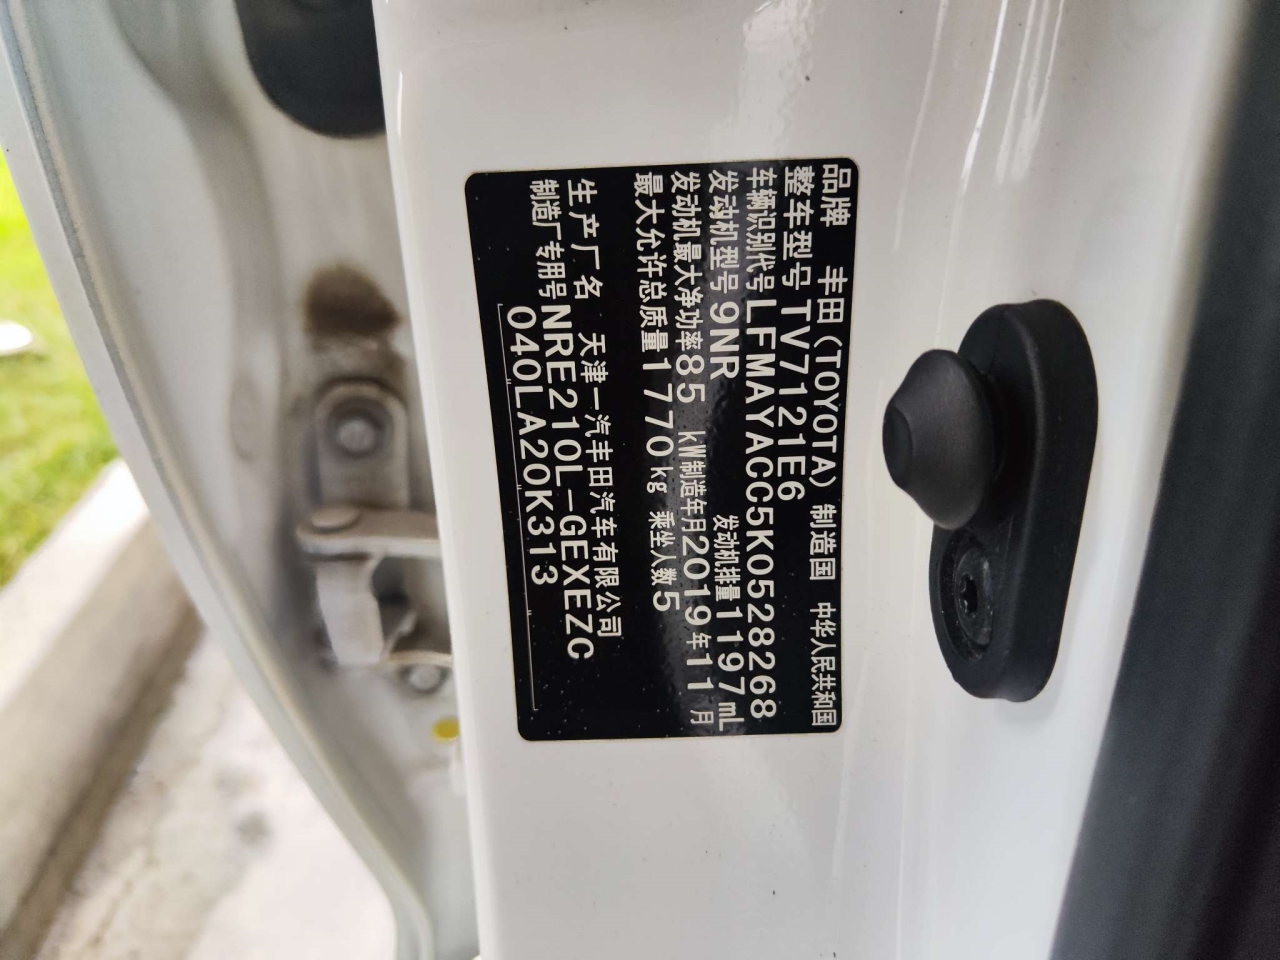 品牌 丰田(TOYOTA) 制造国 中华人民共和国
整车型号 TV7121E6
车辆识别代号 LFMAYACC5K0528268
发动机型号 9NR 发动机排量 1197mL
发动机最大净功率 85 kW 制造年月 2019年11月
最大允许总质量 1770kg 乘坐人数 5
生产厂名 天津一汽丰田汽车有限公司
制造厂专用号 NRE210L-GEXEZC
040LA20K313